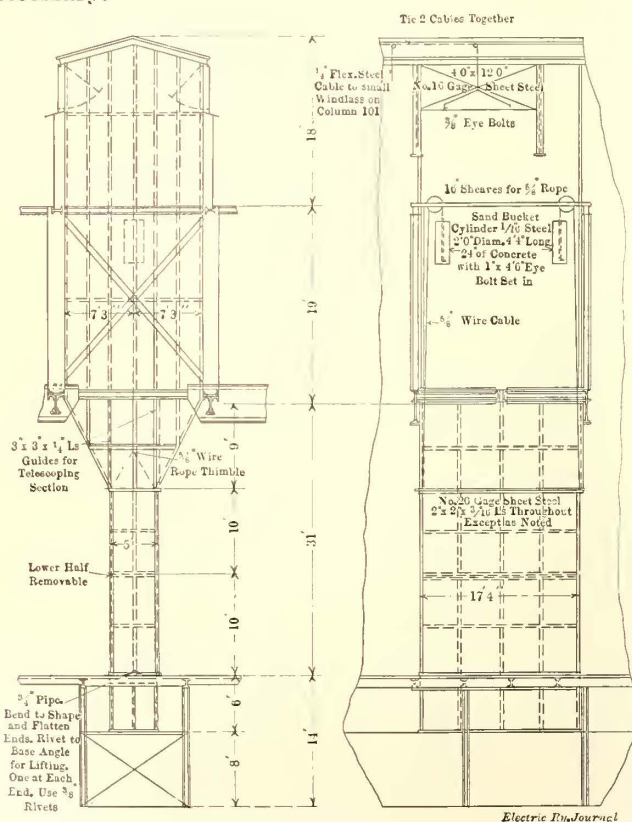 Tie 2 Cables Together
1/4" Flex. Steel
Cable to small
Windlass on
Column 101
4'0"x 12'0"
No. 16 Gage Sheet Steel
5/8" Eye Bolts
18'
16" Sheaves for 5/8" Rope
Sand Bucket
Cylinder 1/16" Steel
2'0" Diam. 4'4" Long
24" of Concrete
with 1"x 4'6" Eye
Bolt Set in
19'
7'3"
7'3"
5/8" Wire Cable
3"x 3"x 1/4" Ls
Guides for
Telescoping
Section
5/8" Wire
Rope Thimble
9'
31'
No. 20 Gage Sheet Steel
2"x 2"x 3/16" Ls Throughout
Except as Noted
5'
10'
Lower Half
Removable
17'4"
10'
3/4" Pipe.
Bend to Shape
and Flatten
Ends. Rivet to
Base Angle
for Lifting.
One at Each
End. Use 3/8"
Rivets
6'
14'
8'
Electric Ry. Journal